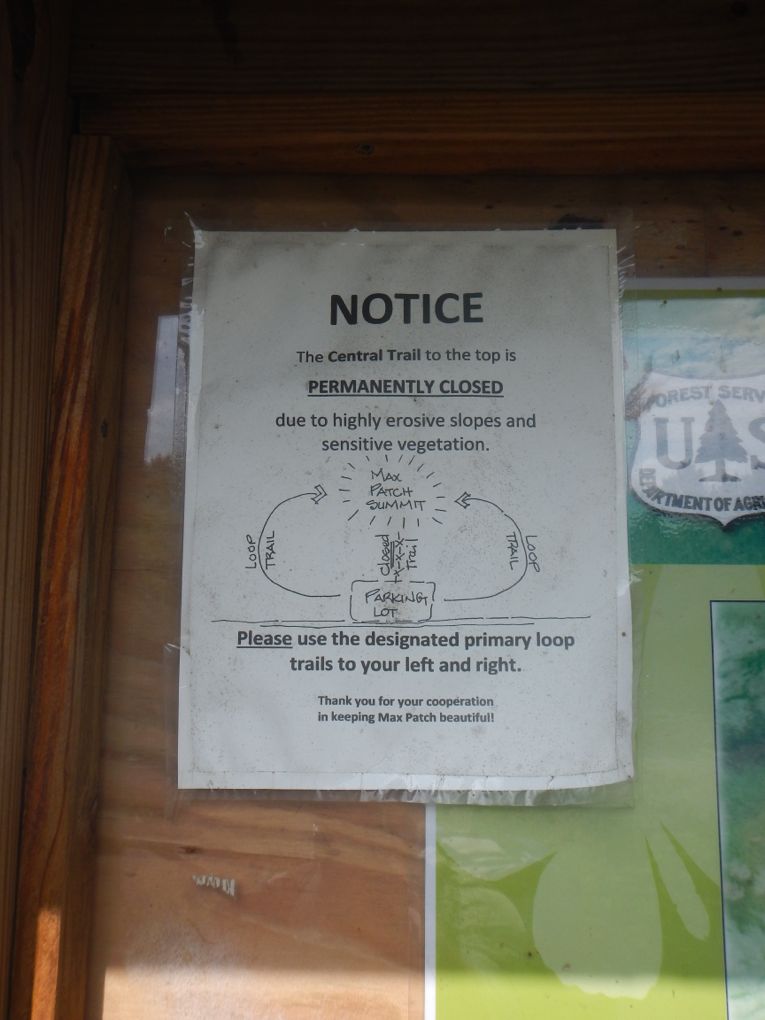 NOTICE
The Central Trail to the top is
PERMANENTLY CLOSED
due to highly erosive slopes and
sensitive vegetation.
MAX
PATCH
SUMMIT
LOOP
TRAIL
Closed
-X-X-X-
Trail
TRAIL
LOOP
PARKING
LOT
Please use the designated primary loop
trails to your left and right.
Thank you for your cooperation
in keeping Max Patch beautiful!
FOREST SERV
U S
DEPARTMENT OF AGRI